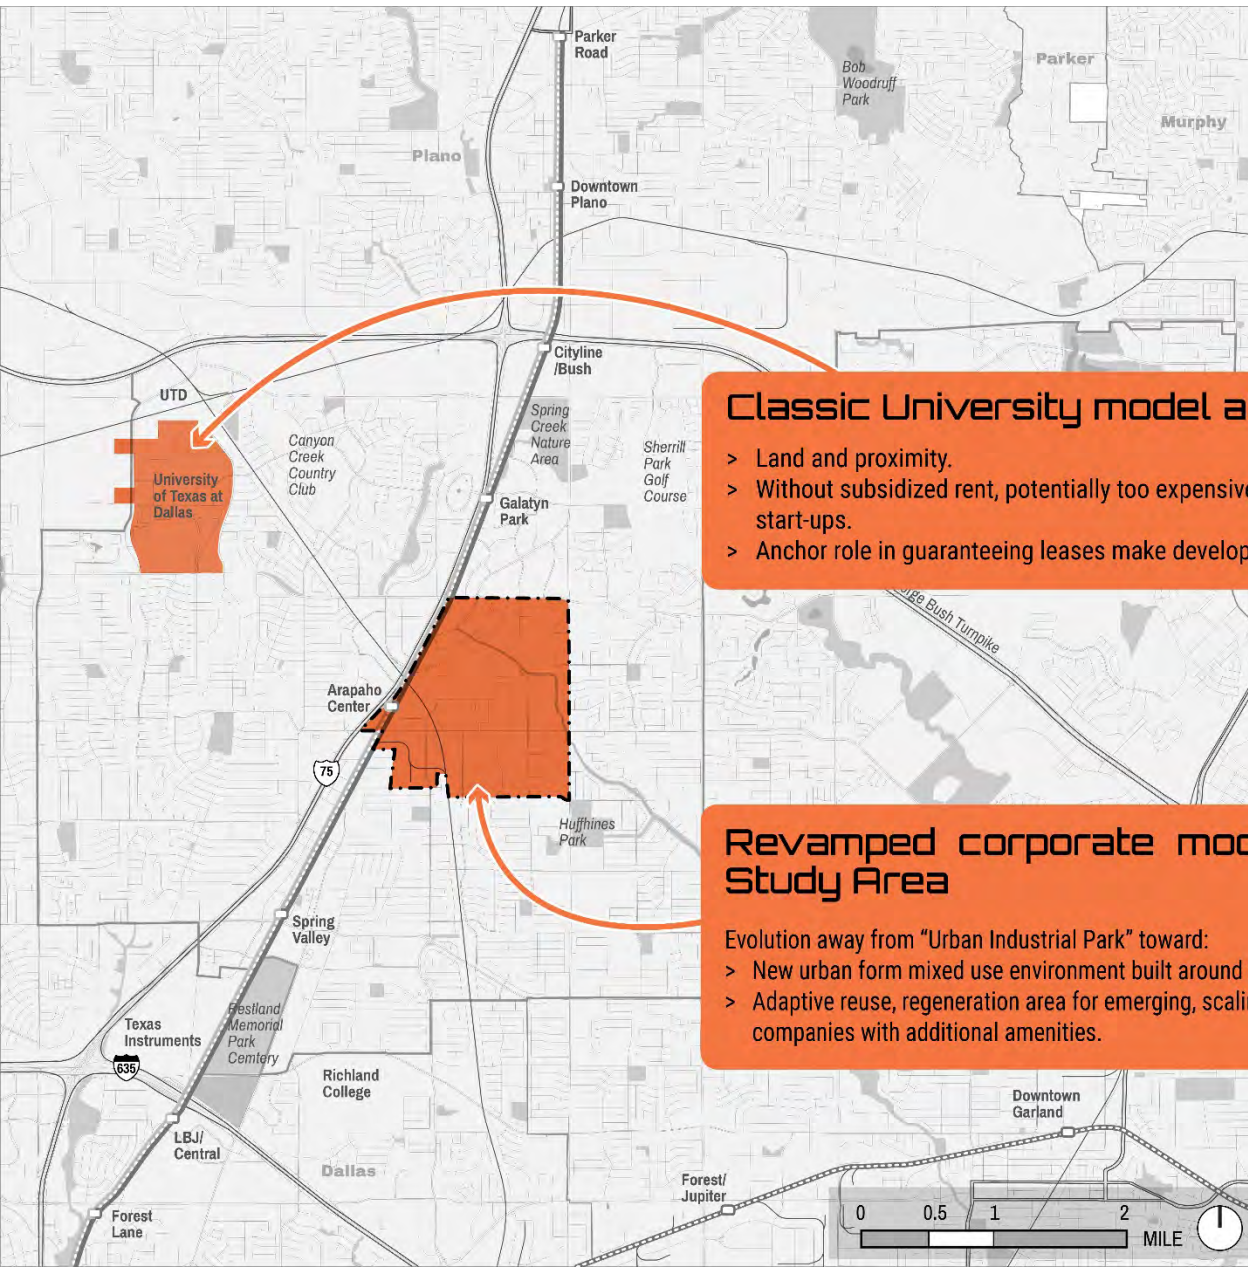 Parker
Road
Bob
Woodruff
Park
Parker
Murphy
Plano
Downtown
Plano
Cityline
/Bush
UTD
Spring
Creek
Nature
Area
Canyon
Creek
Country
Club
Sherrill
Park
Golf
Course
University
of Texas at
Dallas
Galatyn
Park
Classic University model a
> Land and proximity.
> Without subsidized rent, potentially too expensive
start-ups.
> Anchor role in guaranteeing leases make develop
orge Bush Turnpike
Arapaho
Center
75
Huffhines
Park
Revamped corporate mod
Study Area
Evolution away from “Urban Industrial Park” toward:
> New urban form mixed use environment built around
> Adaptive reuse, regeneration area for emerging, scalin
companies with additional amenities.
Spring
Valley
Restland
Memorial
Park
Cemtery
Texas
Instruments
635
Richland
College
Downtown
Garland
LBJ/
Central
Dallas
Forest/
Jupiter
Forest
Lane
0 0.5 1 2
MILE